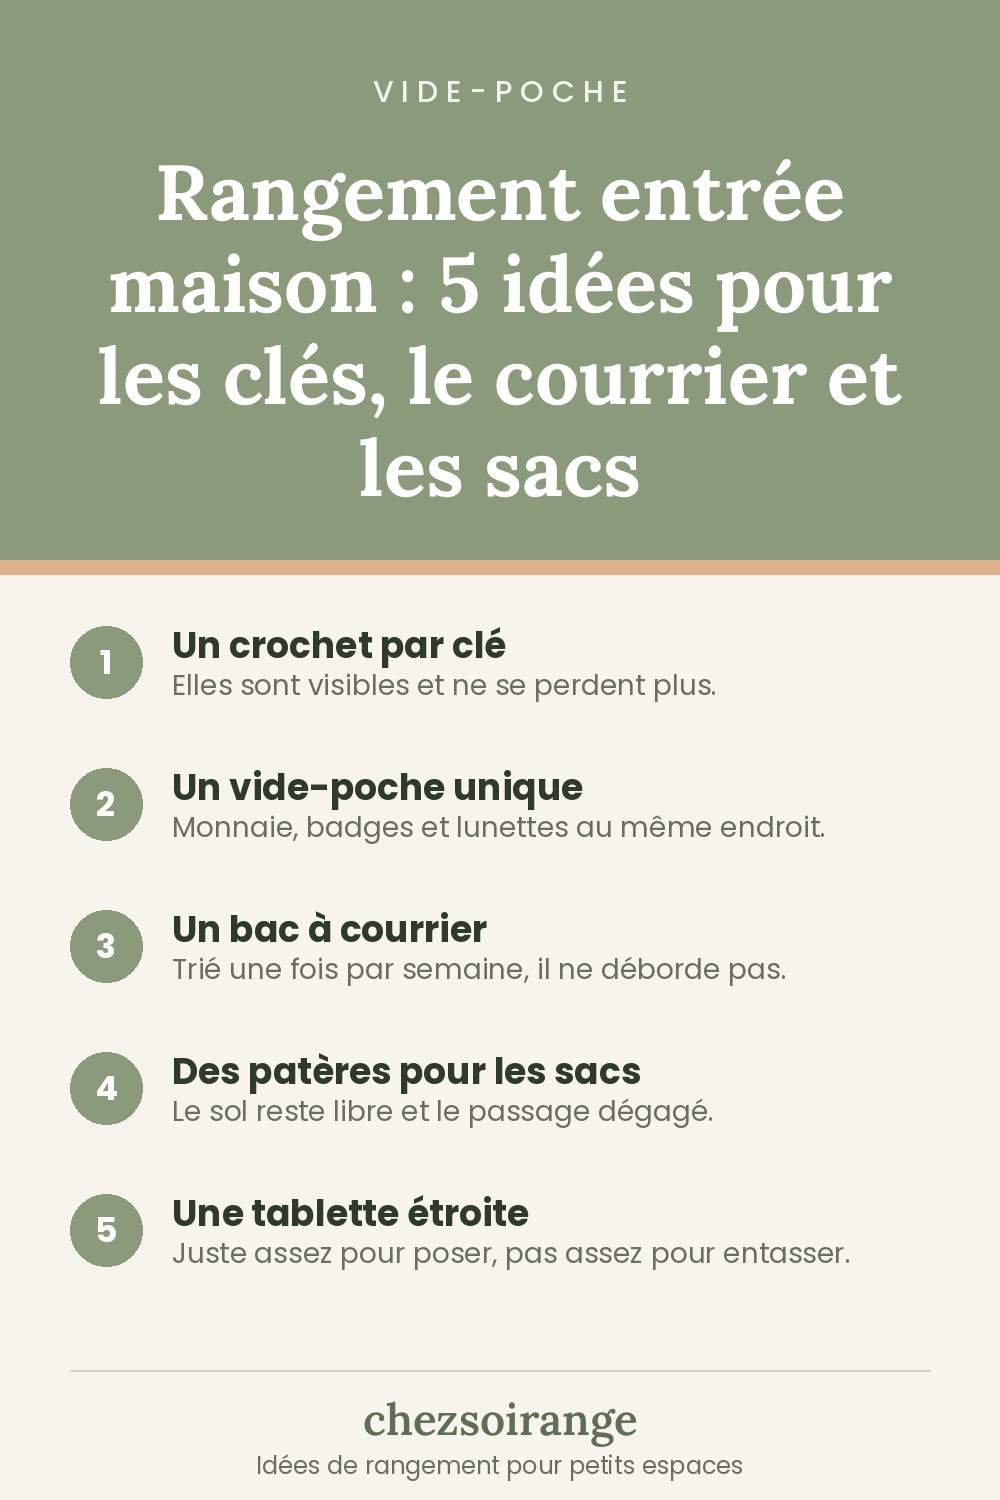 VIDE-POCHE
Rangement entrée
maison : 5 idées pour
les clés, le courrier et
les sacs
1
Un crochet par clé
Elles sont visibles et ne se perdent plus.
2
Un vide-poche unique
Monnaie, badges et lunettes au même endroit.
3
Un bac à courrier
Trié une fois par semaine, il ne déborde pas.
4
Des patères pour les sacs
Le sol reste libre et le passage dégagé.
5
Une tablette étroite
Juste assez pour poser, pas assez pour entasser.
chezsoirange
Idées de rangement pour petits espaces